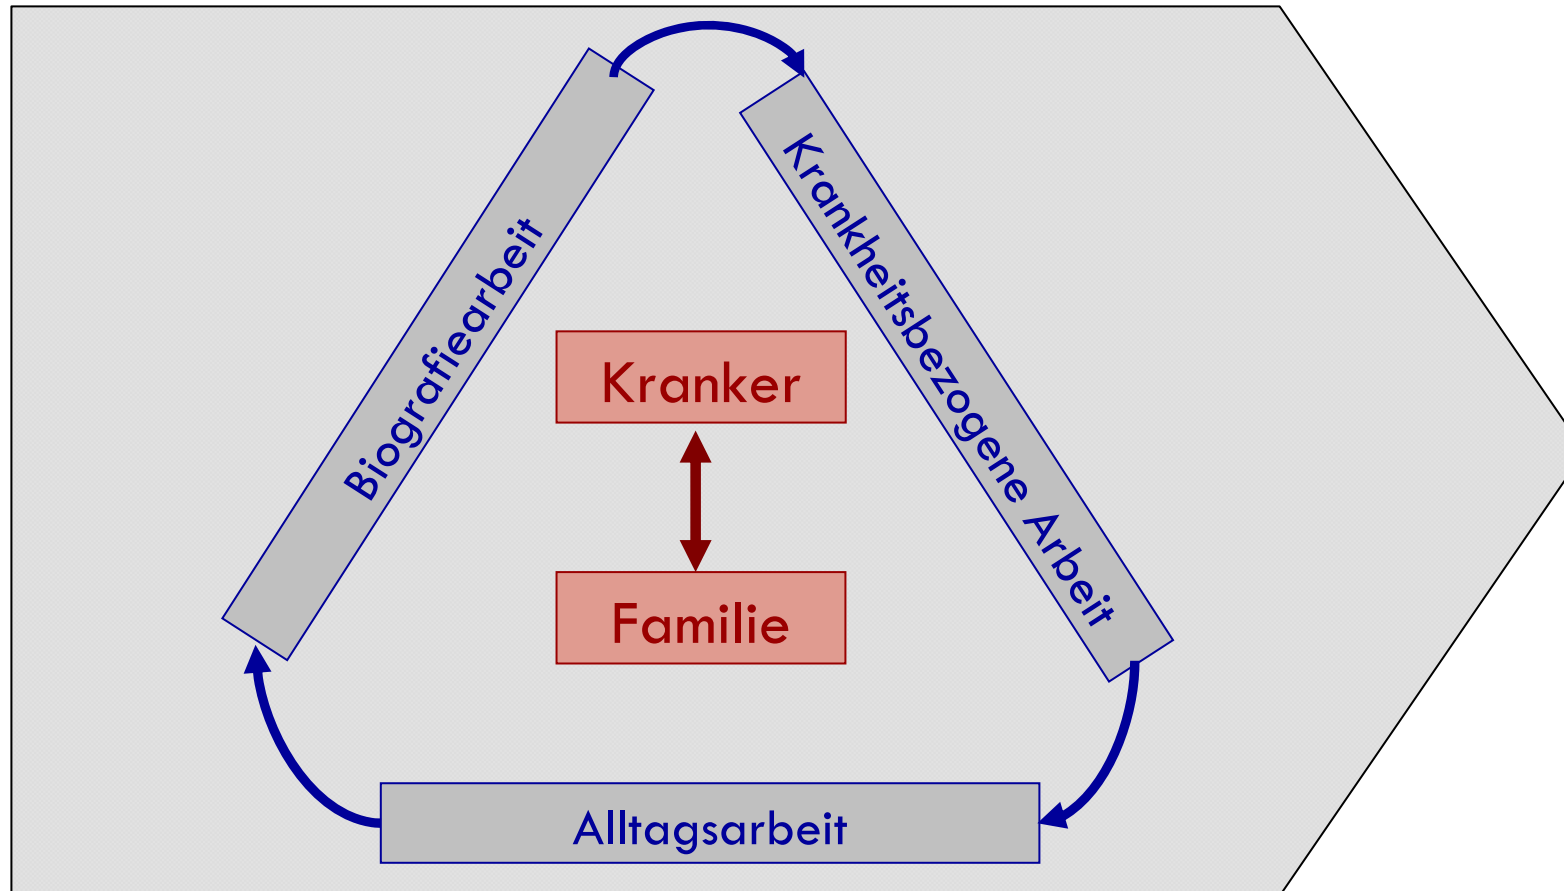 Biografiearbeit
Krankheitsbezogene Arbeit
Kranker
Familie
Alltagsarbeit